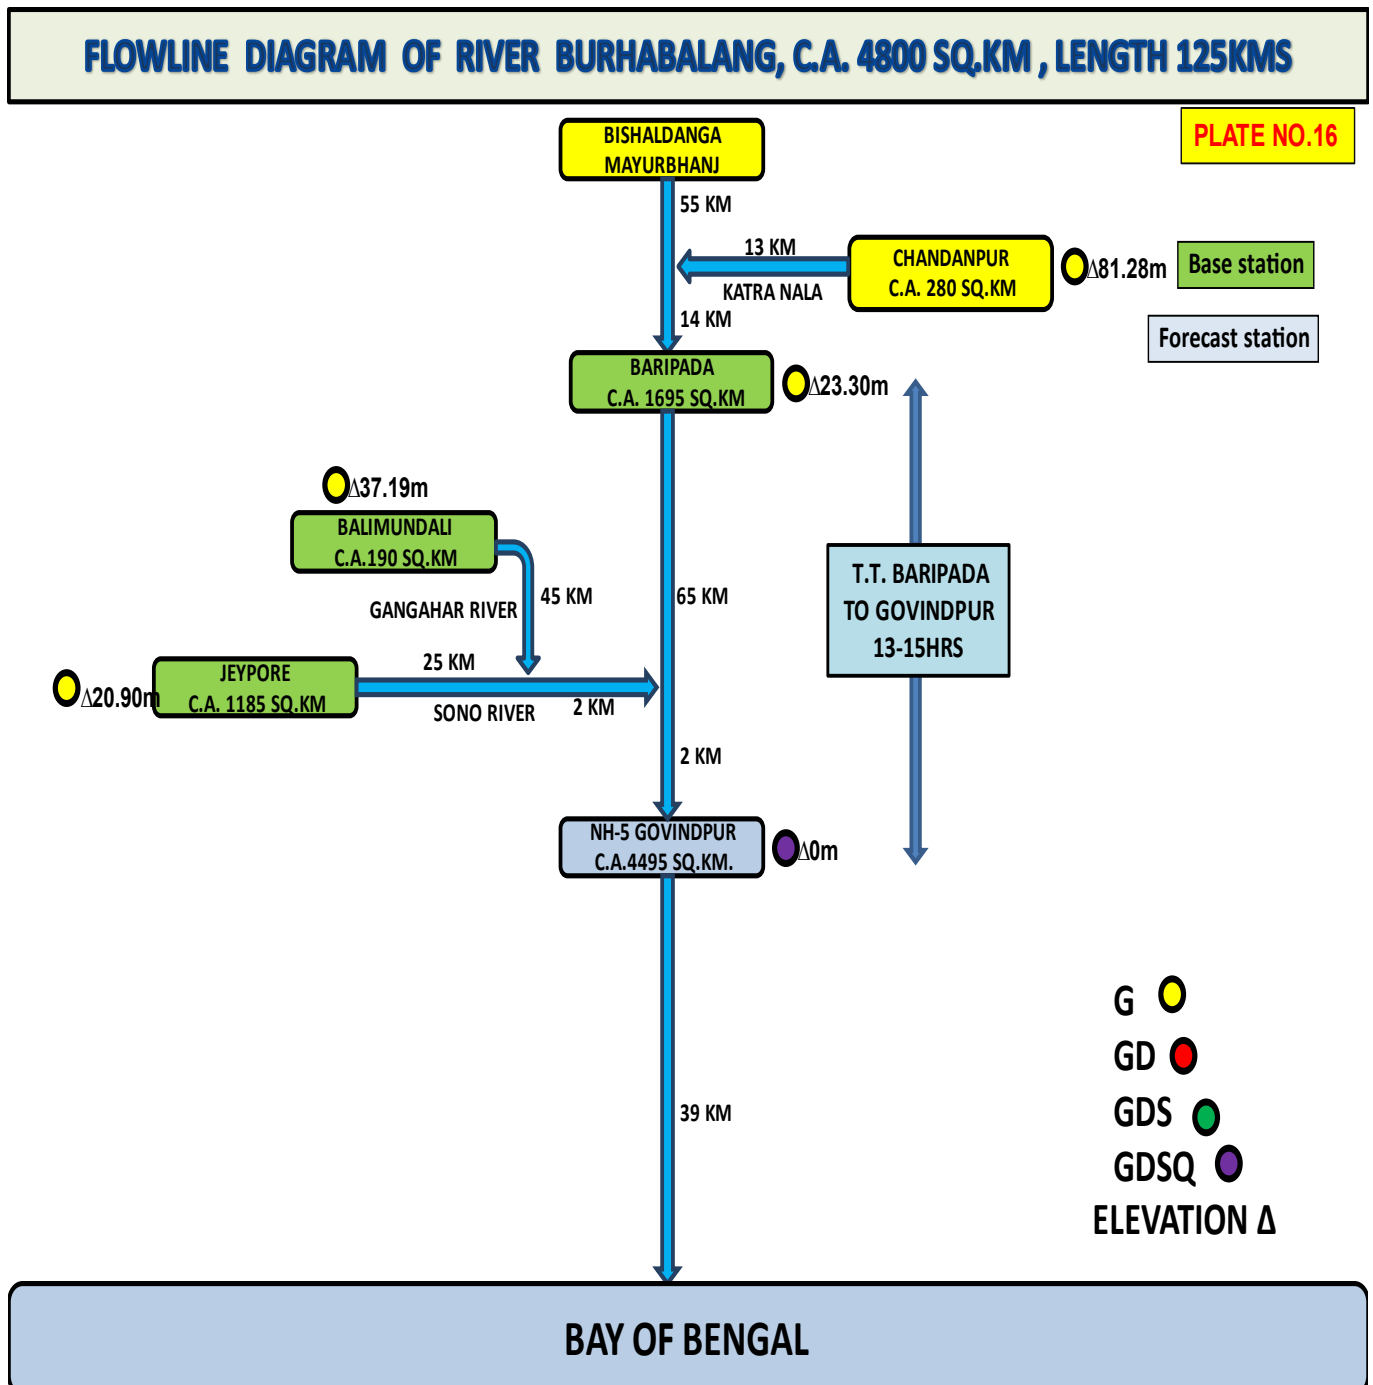 FLOWLINE DIAGRAM OF RIVER BURHABALANG, C.A. 4800 SQ.KM , LENGTH 125KMS
PLATE NO.16
BISHALDANGA
MAYURBHANJ
55 KM
13 KM
KATRA NALA
CHANDANPUR
C.A. 280 SQ.KM
Δ81.28m
Base station
Forecast station
14 KM
BARIPADA
C.A. 1695 SQ.KM
Δ23.30m
Δ37.19m
BALIMUNDALI
C.A.190 SQ.KM
GANGAHAR RIVER
45 KM
65 KM
T.T. BARIPADA
TO GOVINDPUR
13-15HRS
Δ20.90m
JEYPORE
C.A. 1185 SQ.KM
25 KM
SONO RIVER
2 KM
2 KM
NH-5 GOVINDPUR
C.A.4495 SQ.KM.
Δ0m
39 KM
G
GD
GDS
GDSQ
ELEVATION Δ
BAY OF BENGAL